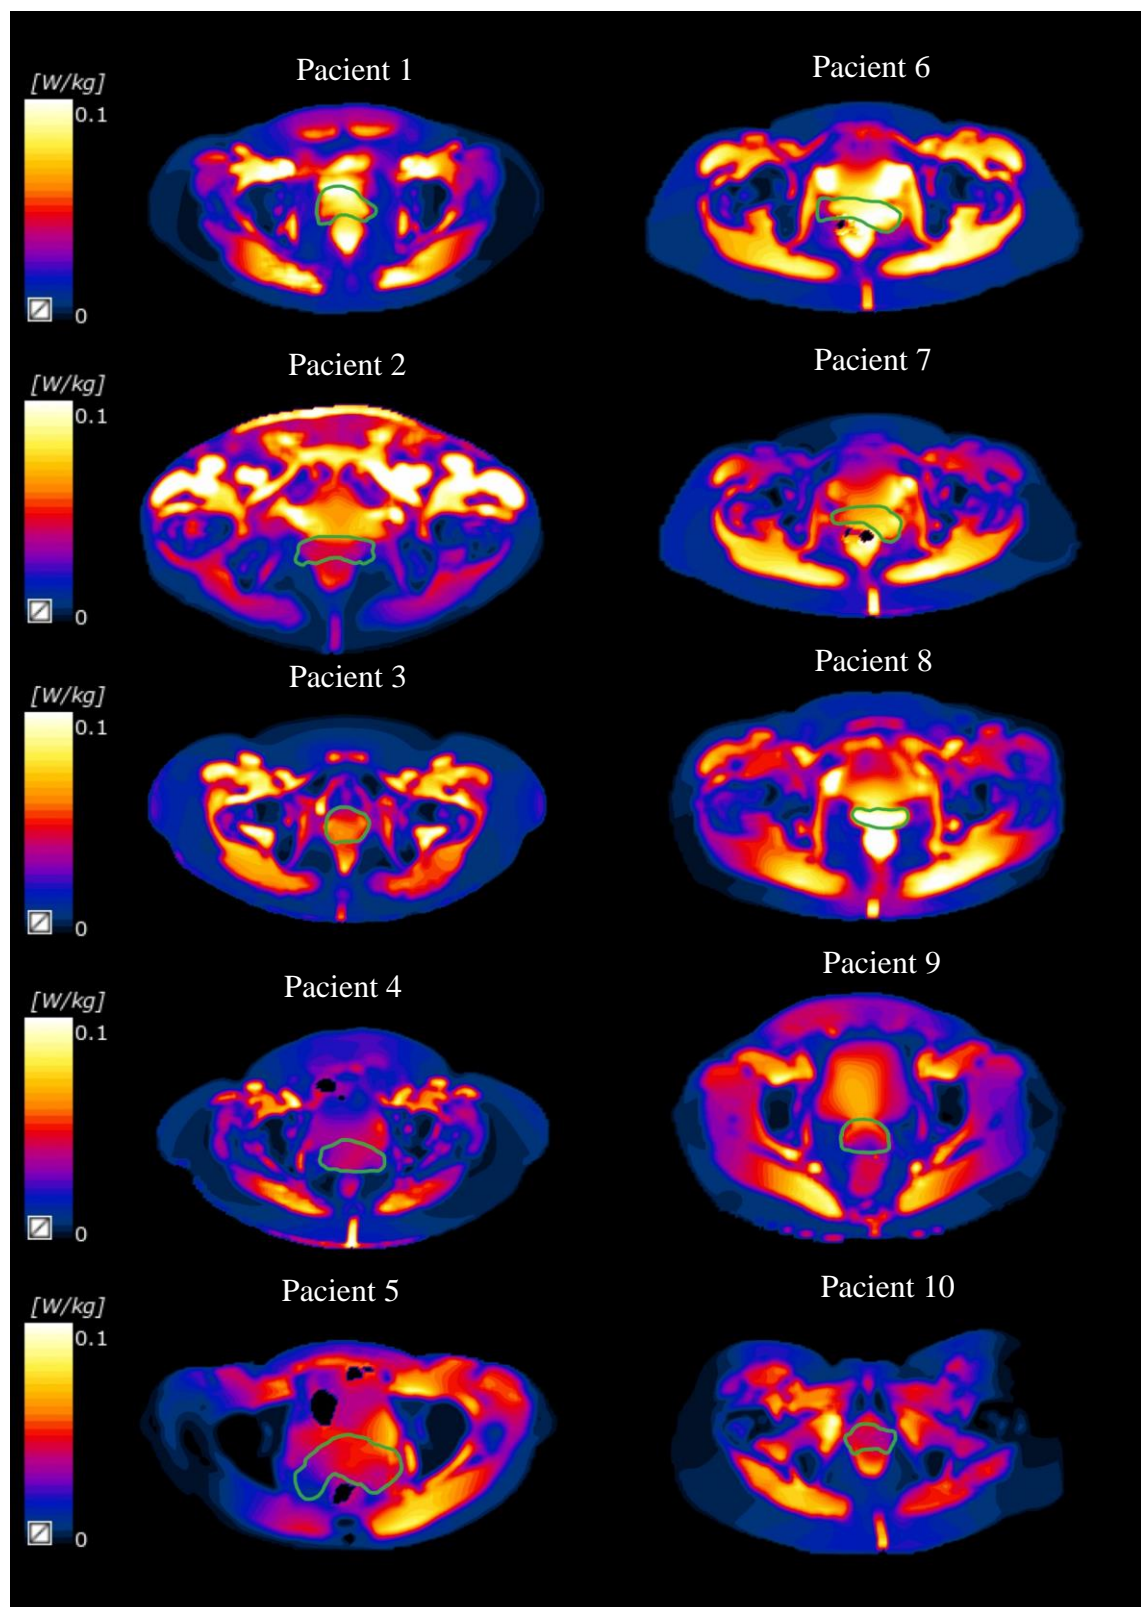 Pacient 1
Pacient 6
[W/kg]
0.1
0
Pacient 2
Pacient 7
[W/kg]
0.1
0
Pacient 3
Pacient 8
[W/kg]
0.1
0
Pacient 4
Pacient 9
[W/kg]
0.1
0
Pacient 5
Pacient 10
[W/kg]
0.1
0